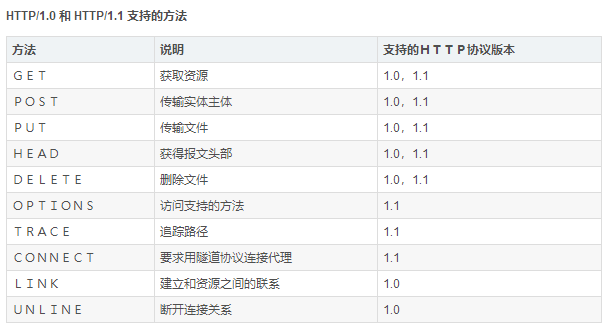 HTTP/1.0 和 HTTP/1.1 支持的方法
方法 说明 支持的ＨＴＴＰ协议版本
ＧＥＴ 获取资源 1.0，1.1
ＰＯＳＴ 传输实体主体 1.0，1.1
ＰＵＴ 传输文件 1.0，1.1
ＨＥＡＤ 获得报文头部 1.0，1.1
ＤＥＬＥＴＥ 删除文件 1.0，1.1
ＯＰＴＩＯＮＳ 访问支持的方法 1.1
ＴＲＡＣＥ 追踪路径 1.1
ＣＯＮＮＥＣＴ 要求用隧道协议连接代理 1.1
ＬＩＮＫ 建立和资源之间的联系 1.0
ＵＮＬＩＮＥ 断开连接关系 1.0